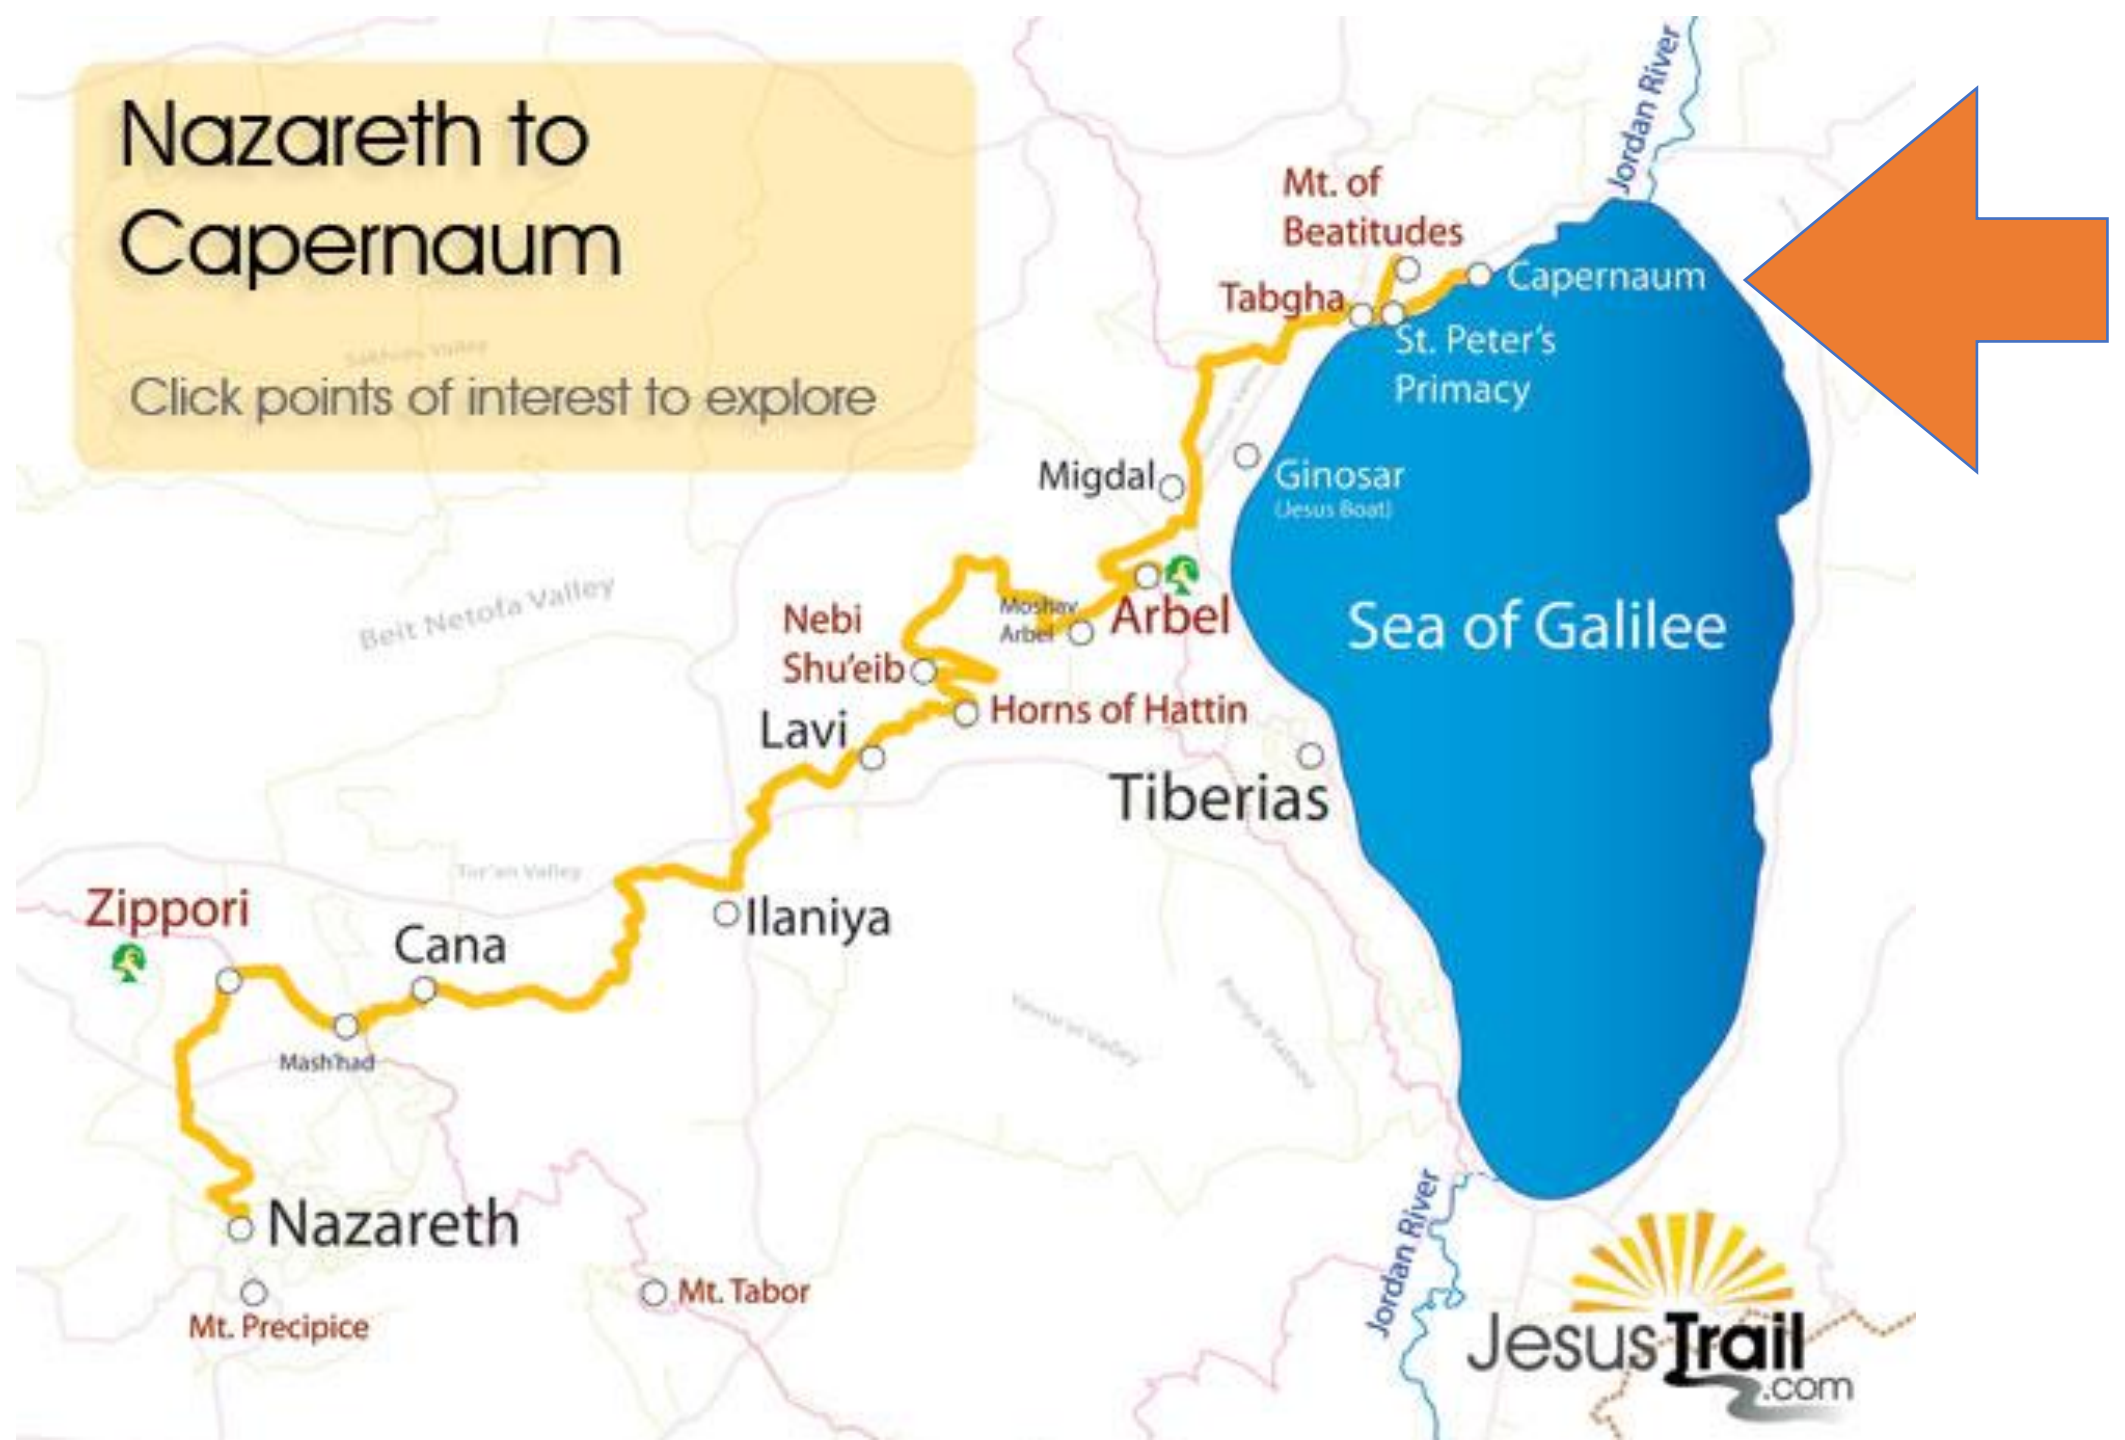 Nazareth to
Capernaum
Click points of interest to explore
Jordan River
Mt. of
Beatitudes
Capernaum
Tabgha
St. Peter's
Primacy
Migdal
Ginosar
(Jesus Boat)
Beit Netofa Valley
Moshav
Arbel
Arbel
Nebi
Shu'eib
Sea of Galilee
Horns of Hattin
Lavi
Tiberias
Tur'an Valley
Zippori
Cana
Ilaniya
Mash'had
Nazareth
Mt. Precipice
Mt. Tabor
Jordan River
JesusTrail
.com